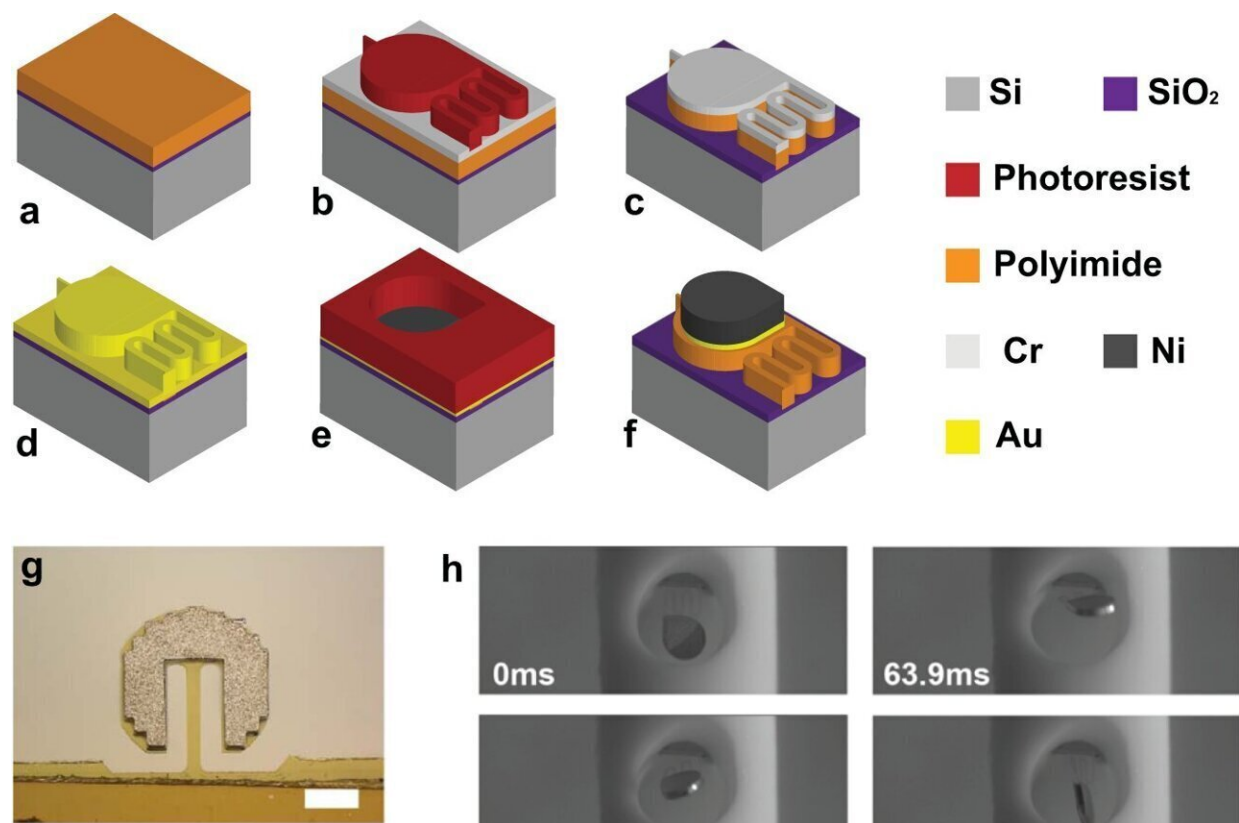 a
b
c
Si
SiO₂
Photoresist
Polyimide
d
e
f
Cr
Ni
Au
g
h
0ms
63.9ms